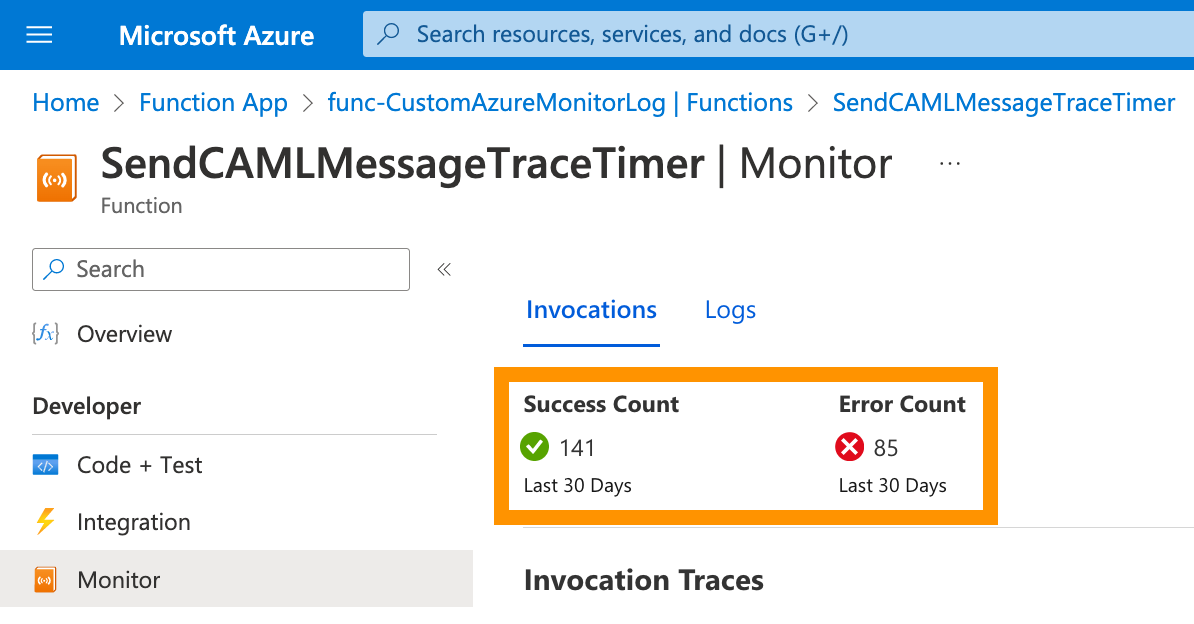 Microsoft Azure
Search resources, services, and docs (G+/)
Home > Function App > func-CustomAzureMonitorLog | Functions > SendCAMLMessageTraceTimer
SendCAMLMessageTraceTimer | Monitor ...
Function
Search
«
Overview
Developer
Code + Test
Integration
Monitor
Invocations Logs
Success Count Error Count
141 85
Last 30 Days Last 30 Days
Invocation Traces